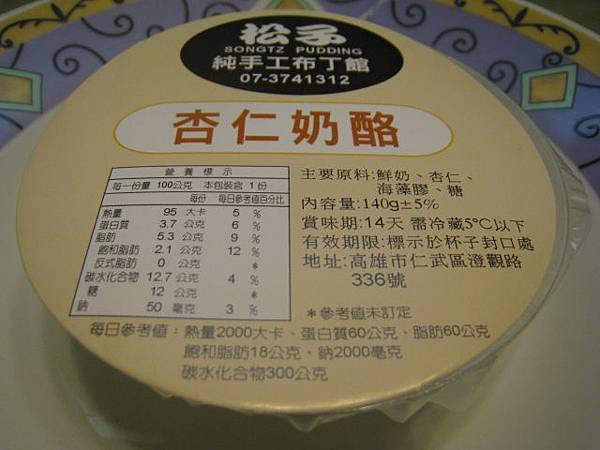 松子
SONGTZ PUDDING
純手工布丁館
07-3741312
杏仁奶酪
營養標示
每一份量 100公克 本包裝含 1份
每份 每日參考值百分比
熱量 95 大卡 5 %
蛋白質 3.7 公克 6 %
脂肪 5.3 公克 9 %
飽和脂肪 2.1 公克 12 %
反式脂肪 0 公克 *
碳水化合物 12.7 公克 4 %
糖 12 公克 *
鈉 50 毫克 3 %
主要原料:鮮奶、杏仁、
海藻膠、糖
內容量:140g±5%
賞味期:14天 需冷藏5°C以下
有效期限:標示於杯子封口處
地址:高雄市仁武區澄觀路
336號
*參考值未訂定
每日參考值：熱量2000大卡、蛋白質60公克、脂肪60公克
飽和脂肪18公克、鈉2000毫克
碳水化合物300公克